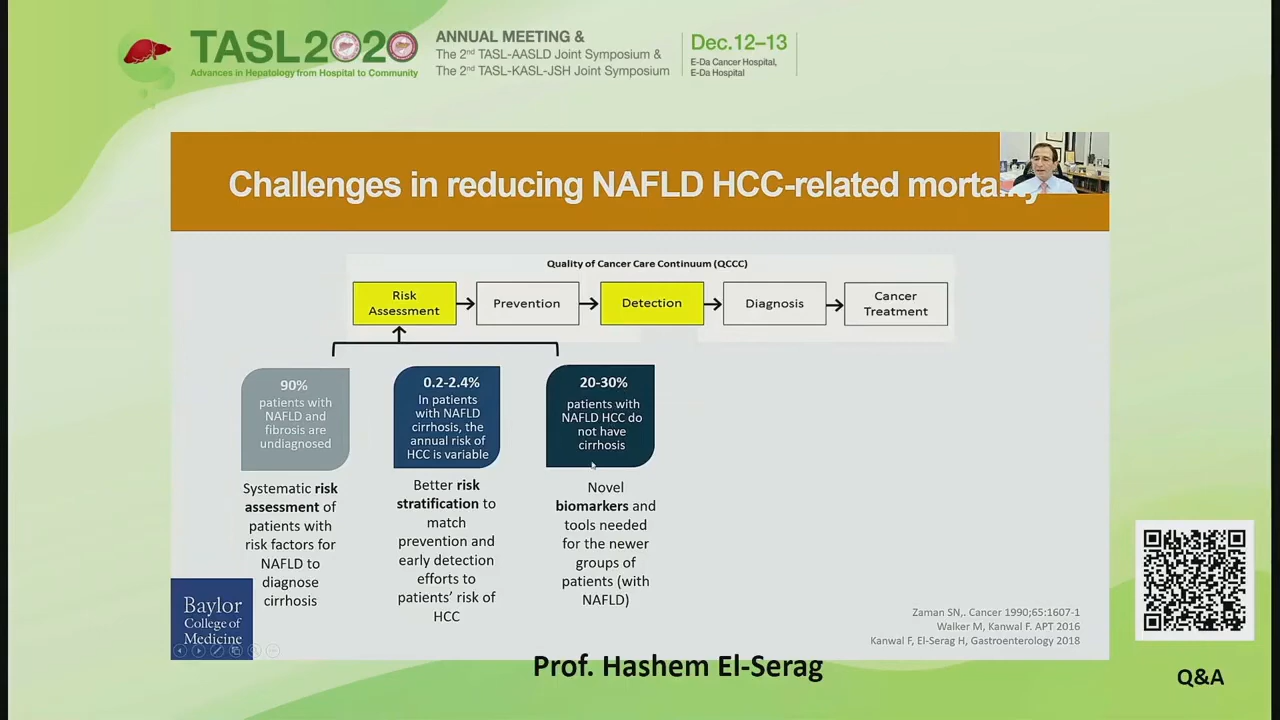 TASL2020
Advances in Hepatology from Hospital to Community
ANNUAL MEETING &
The 2nd TASL-AASLD Joint Symposium &
The 2nd TASL-KASL-JSH Joint Symposium
Dec.12–13
E-Da Cancer Hospital,
E-Da Hospital
Challenges in reducing NAFLD HCC-related mortality
Quality of Cancer Care Continuum (QCCC)
Risk
Assessment
Prevention
Detection
Diagnosis
Cancer
Treatment
90%
patients with
NAFLD and
fibrosis are
undiagnosed
Systematic risk
assessment of
patients with
risk factors for
NAFLD to
diagnose
cirrhosis
0.2-2.4%
In patients
with NAFLD
cirrhosis, the
annual risk of
HCC is variable
Better risk
stratification to
match
prevention and
early detection
efforts to
patients’ risk of
HCC
20-30%
patients with
NAFLD HCC do
not have
cirrhosis
Novel
biomarkers and
tools needed
for the newer
groups of
patients (with
NAFLD)
Baylor
College of
Medicine
Zaman SN,. Cancer 1990;65:1607-1
Walker M, Kanwal F. APT 2016
Kanwal F, El-Serag H, Gastroenterology 2018
Prof. Hashem El-Serag
Q&A